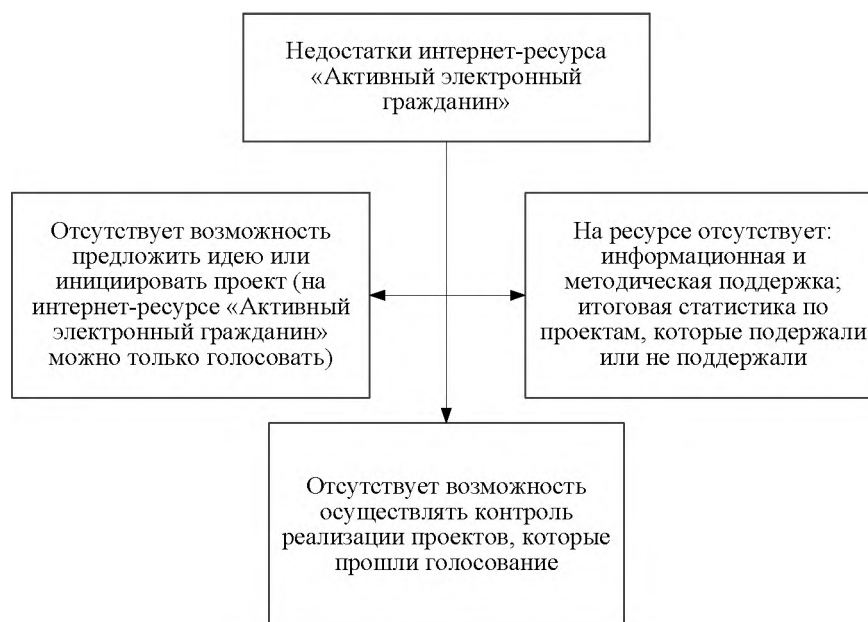 Недостатки интернет-ресурса
«Активный электронный
гражданин»
Отсутствует возможность
предложить идею или
инициировать проект (на
интернет-ресурсе «Активный
электронный гражданин»
можно только голосовать)
На ресурсе отсутствует:
информационная и
методическая поддержка;
итоговая статистика по
проектам, которые подержали
или не поддержали
Отсутствует возможность
осуществлять контроль
реализации проектов, которые
прошли голосование